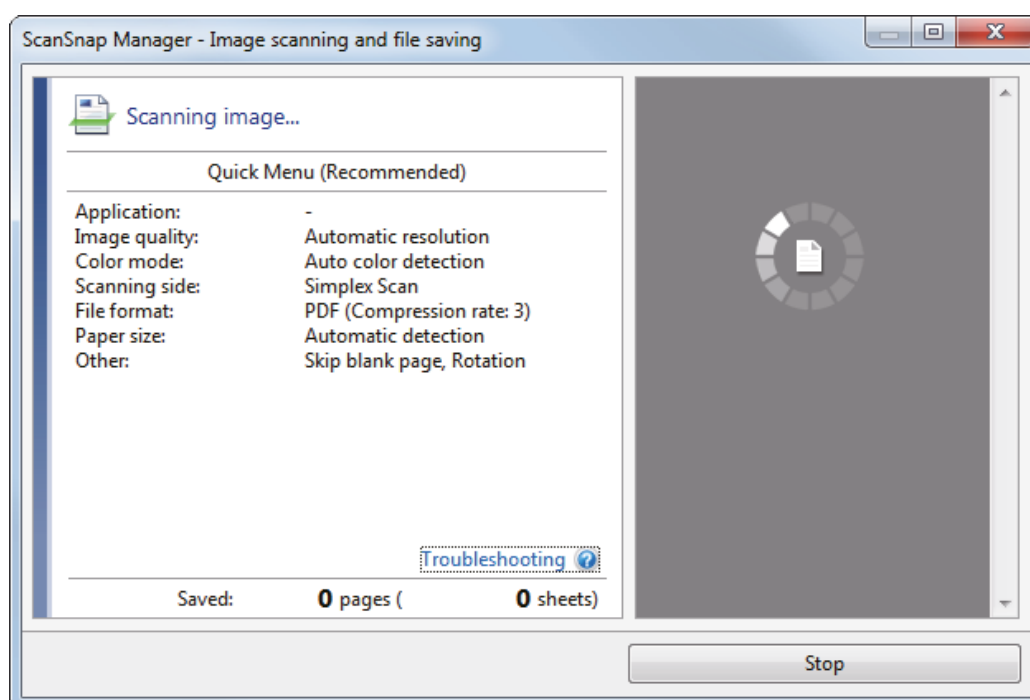 ScanSnap Manager - Image scanning and file saving
Scanning image...
Quick Menu (Recommended)
Application: -
Image quality: Automatic resolution
Color mode: Auto color detection
Scanning side: Simplex Scan
File format: PDF (Compression rate: 3)
Paper size: Automatic detection
Other: Skip blank page, Rotation
Troubleshooting ?
Saved: 0 pages ( 0 sheets)
Stop